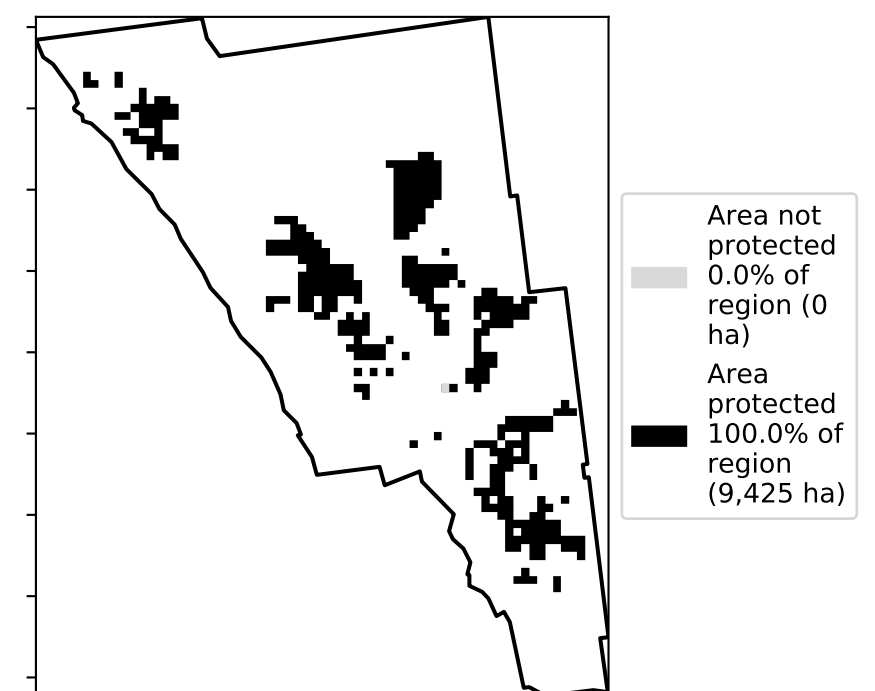 Area not
protected
0.0% of
region (0
ha)
Area
protected
100.0% of
region
(9,425 ha)